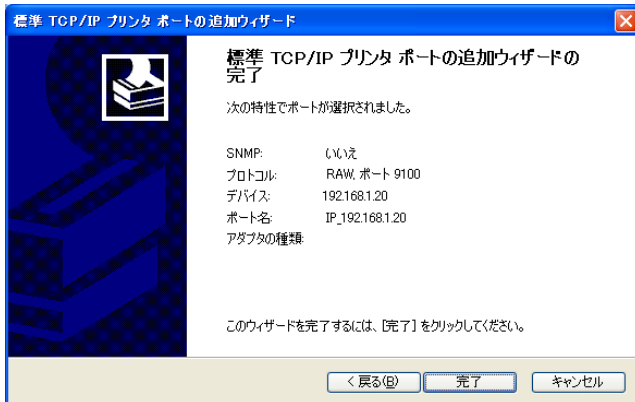 標準 TCP/IP プリンタ ポートの追加ウィザード
標準 TCP/IP プリンタ ポートの追加ウィザードの
完了
次の特性でポートが選択されました。
SNMP: いいえ
プロトコル: RAW, ポート 9100
デバイス: 192.168.1.20
ポート名: IP_192.168.1.20
アダプタの種類:
このウィザードを完了するには、[完了] をクリックしてください。
< 戻る(B) 完了 キャンセル